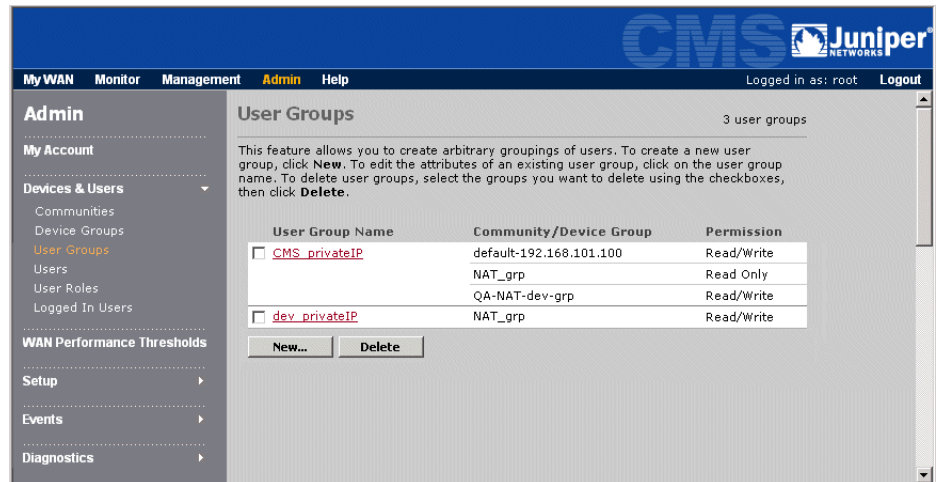 CMS Juniper NETWORKS
My WAN Monitor Management Admin Help Logged in as: root Logout
Admin
My Account
Devices & Users
Communities
Device Groups
User Groups
Users
User Roles
Logged In Users
WAN Performance Thresholds
Setup
Events
Diagnostics
User Groups
3 user groups
This feature allows you to create arbitrary groupings of users. To create a new user
group, click New. To edit the attributes of an existing user group, click on the user group
name. To delete user groups, select the groups you want to delete using the checkboxes,
then click Delete.
User Group Name Community/Device Group Permission
CMS_privateIP default-192.168.101.100 Read/Write
NAT_grp Read Only
QA-NAT-dev-grp Read/Write
dev_privateIP NAT_grp Read/Write
New... Delete